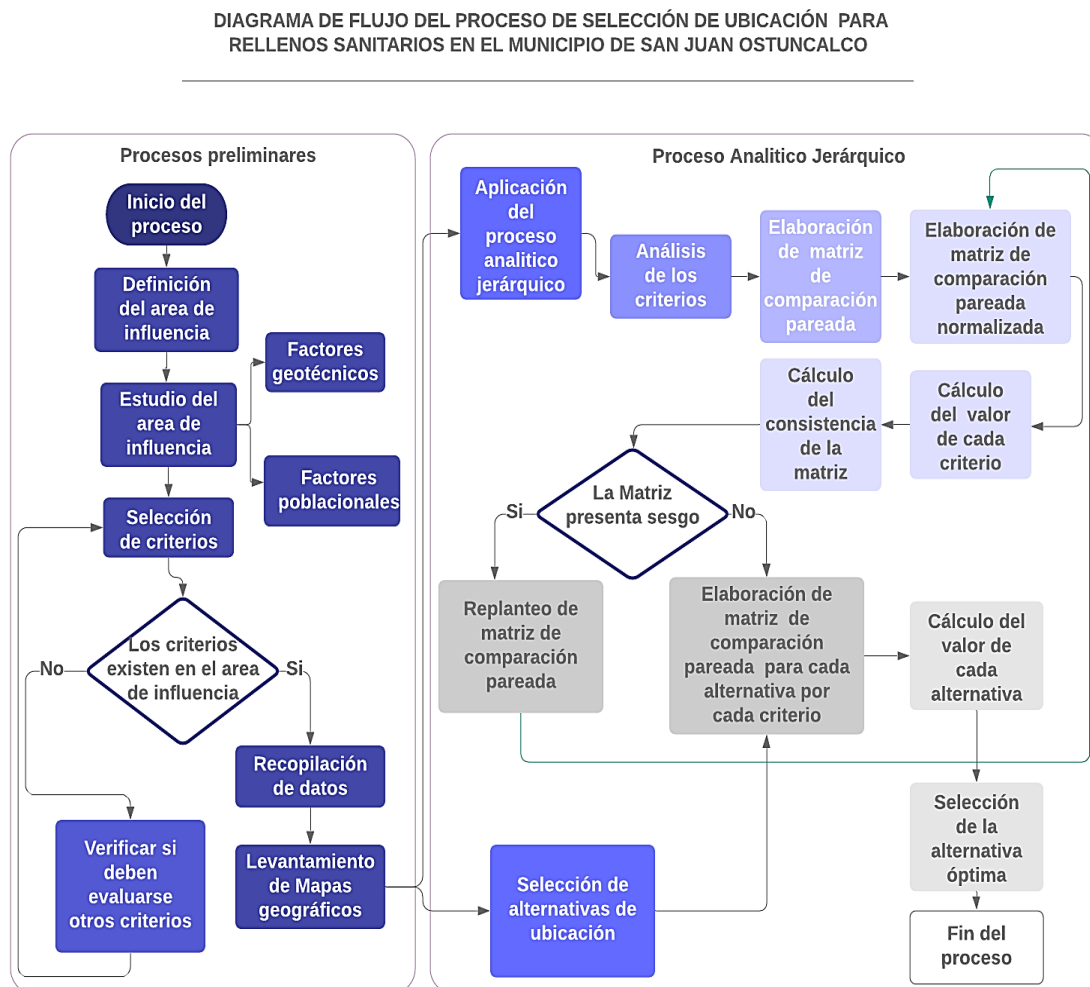 DIAGRAMA DE FLUJO DEL PROCESO DE SELECCIÓN DE UBICACIÓN PARA
RELLENOS SANITARIOS EN EL MUNICIPIO DE SAN JUAN OSTUNCALCO
Procesos preliminares
Inicio del
proceso
Definición
del area de
influencia
Estudio del
area de
influencia
Factores
geotécnicos
Factores
poblacionales
Selección
de criterios
Los criterios
existen en el area
de influencia
No
Si
Verificar si
deben
evaluarse
otros criterios
Recopilación
de datos
Levantamiento
de Mapas
geográficos
Proceso Analitico Jerárquico
Aplicación
del
proceso
analitico
jerárquico
Análisis
de los
criterios
Elaboración
de matriz
de
comparación
pareada
Elaboración de
matriz de
comparación
pareada
normalizada
Cálculo
del valor
de cada
criterio
Cálculo
del
consistencia
de la
matriz
La Matriz
presenta sesgo
Si
No
Replanteo de
matriz de
comparación
pareada
Elaboración de
matriz de
comparación
pareada para cada
alternativa por
cada criterio
Cálculo del
valor de
cada
alternativa
Selección de
alternativas de
ubicación
Selección
de la
alternativa
óptima
Fin del
proceso